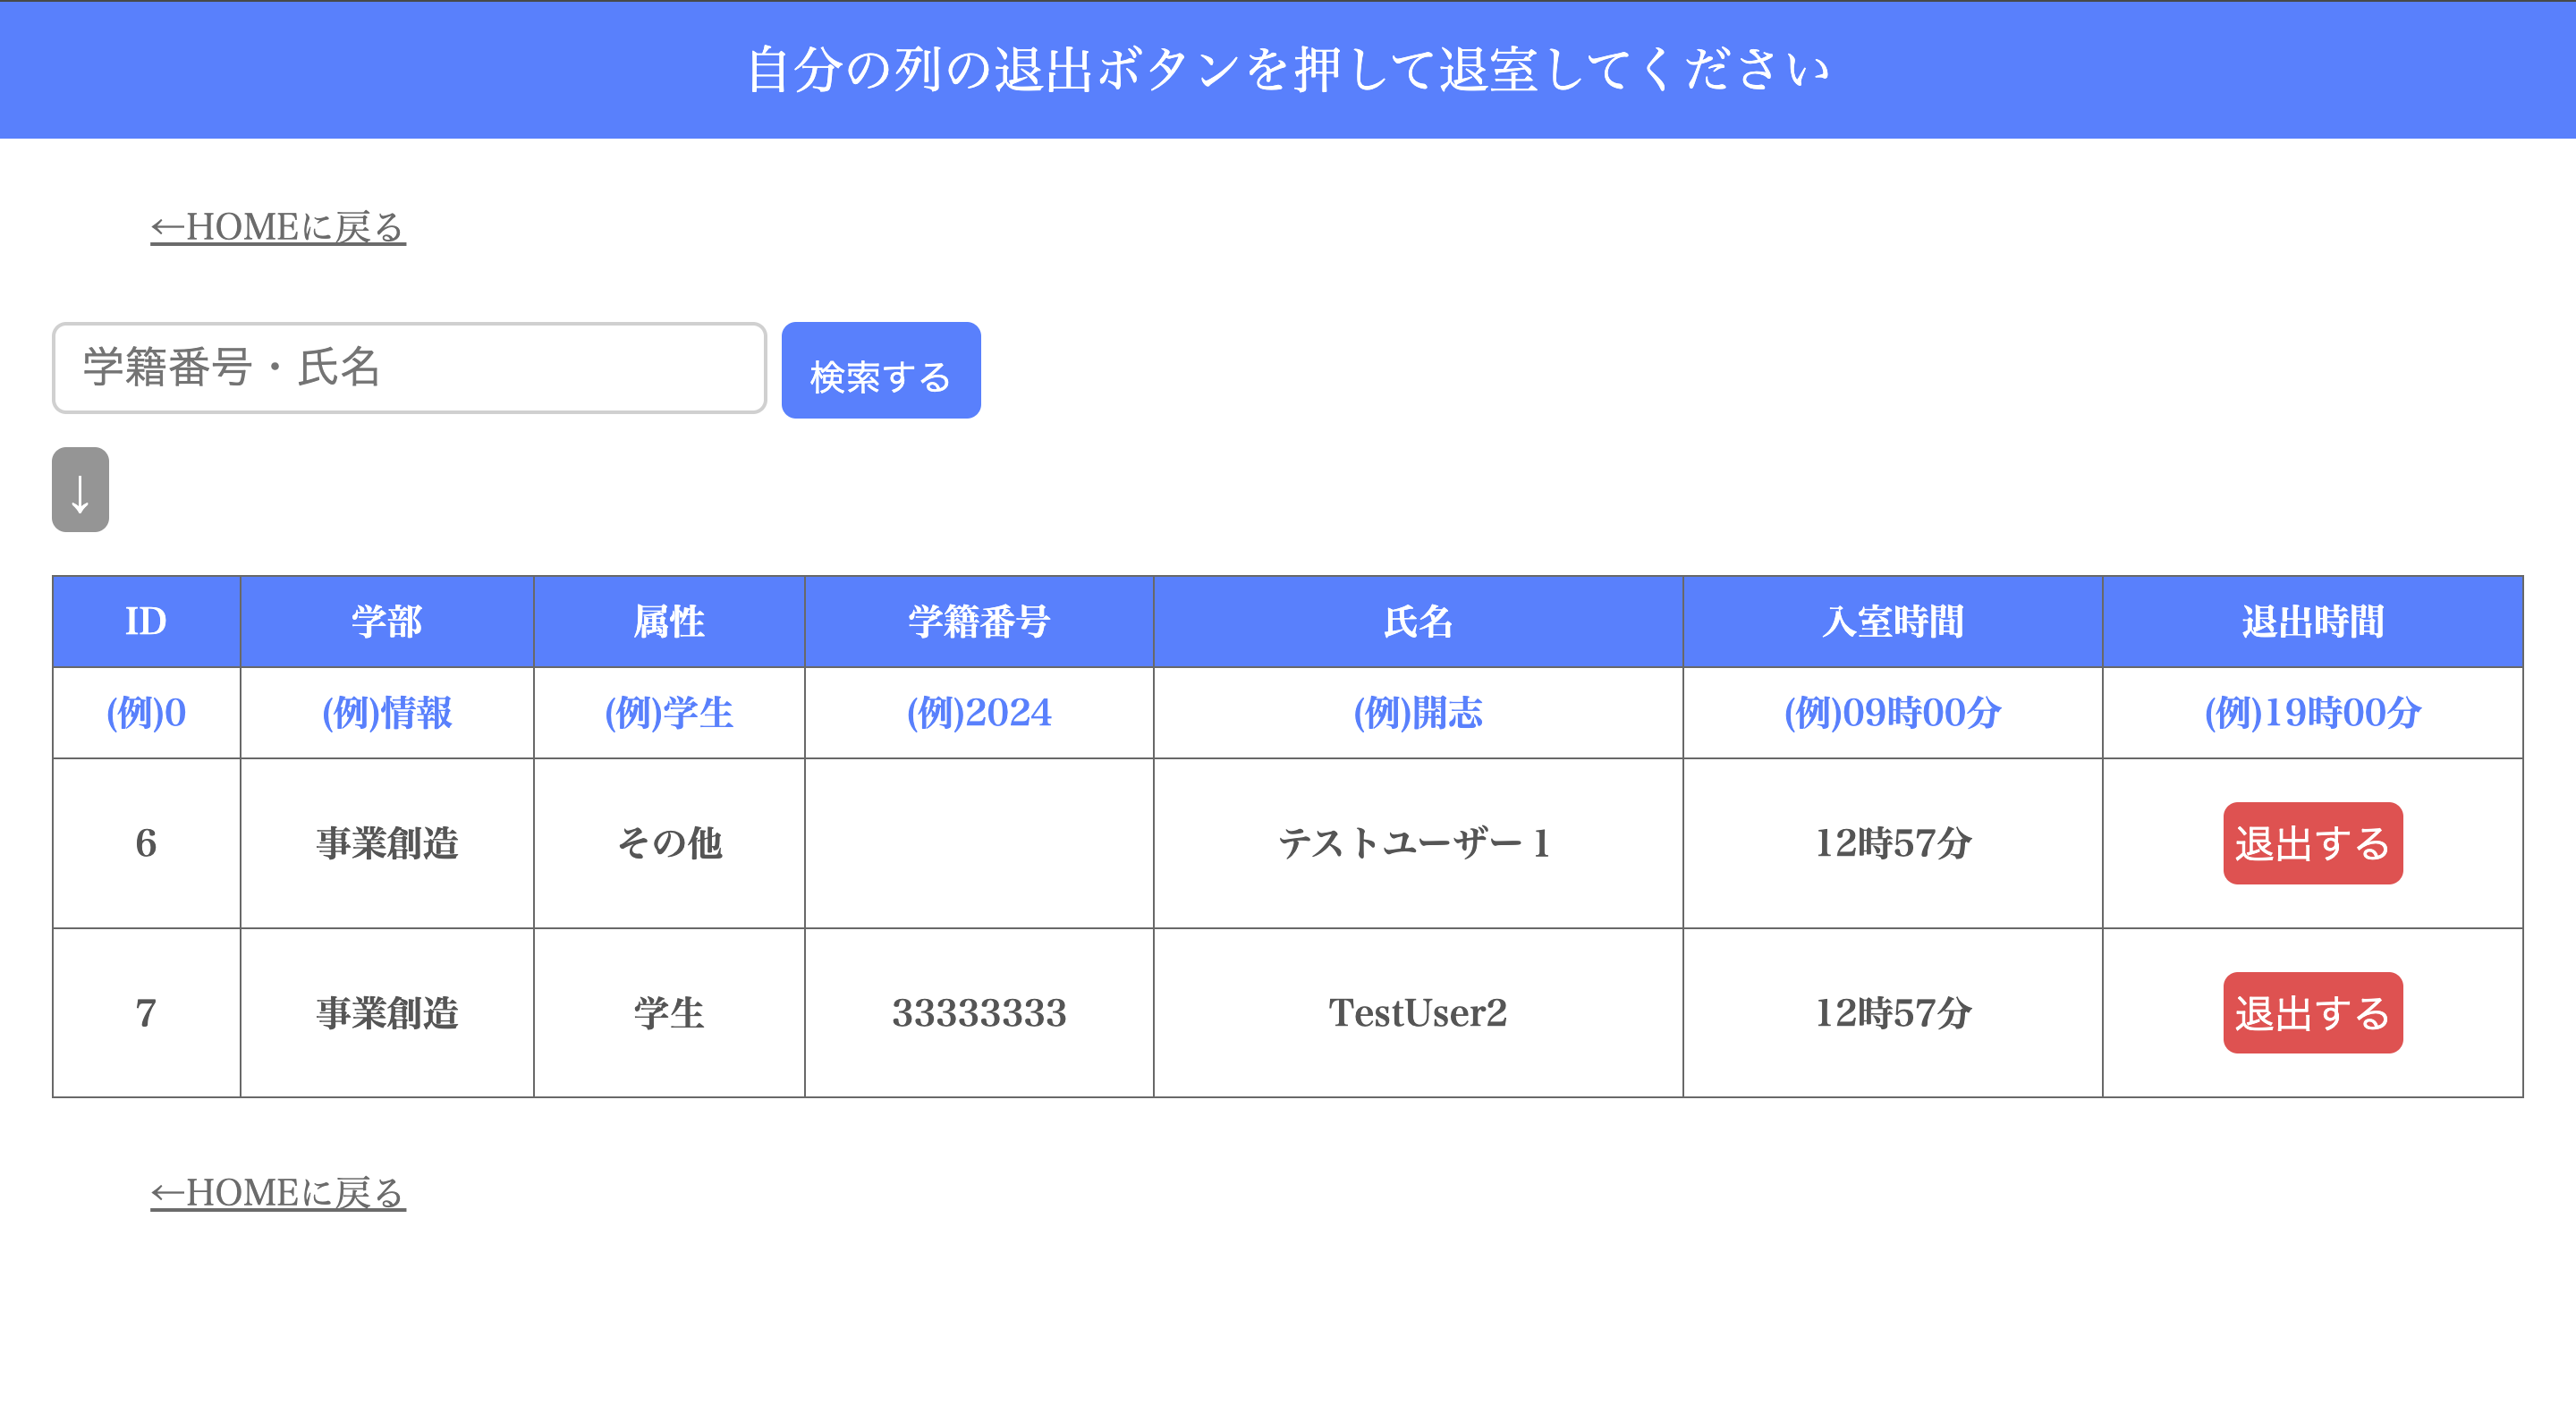 自分の列の退出ボタンを押して退室してください
←HOMEに戻る
学籍番号・氏名 検索する
↓
ID 学部 属性 学籍番号 氏名 入室時間 退出時間
(例)0 (例)情報 (例)学生 (例)2024 (例)開志 (例)09時00分 (例)19時00分
6 事業創造 その他 テストユーザー１ 12時57分 退出する
7 事業創造 学生 33333333 TestUser2 12時57分 退出する
←HOMEに戻る